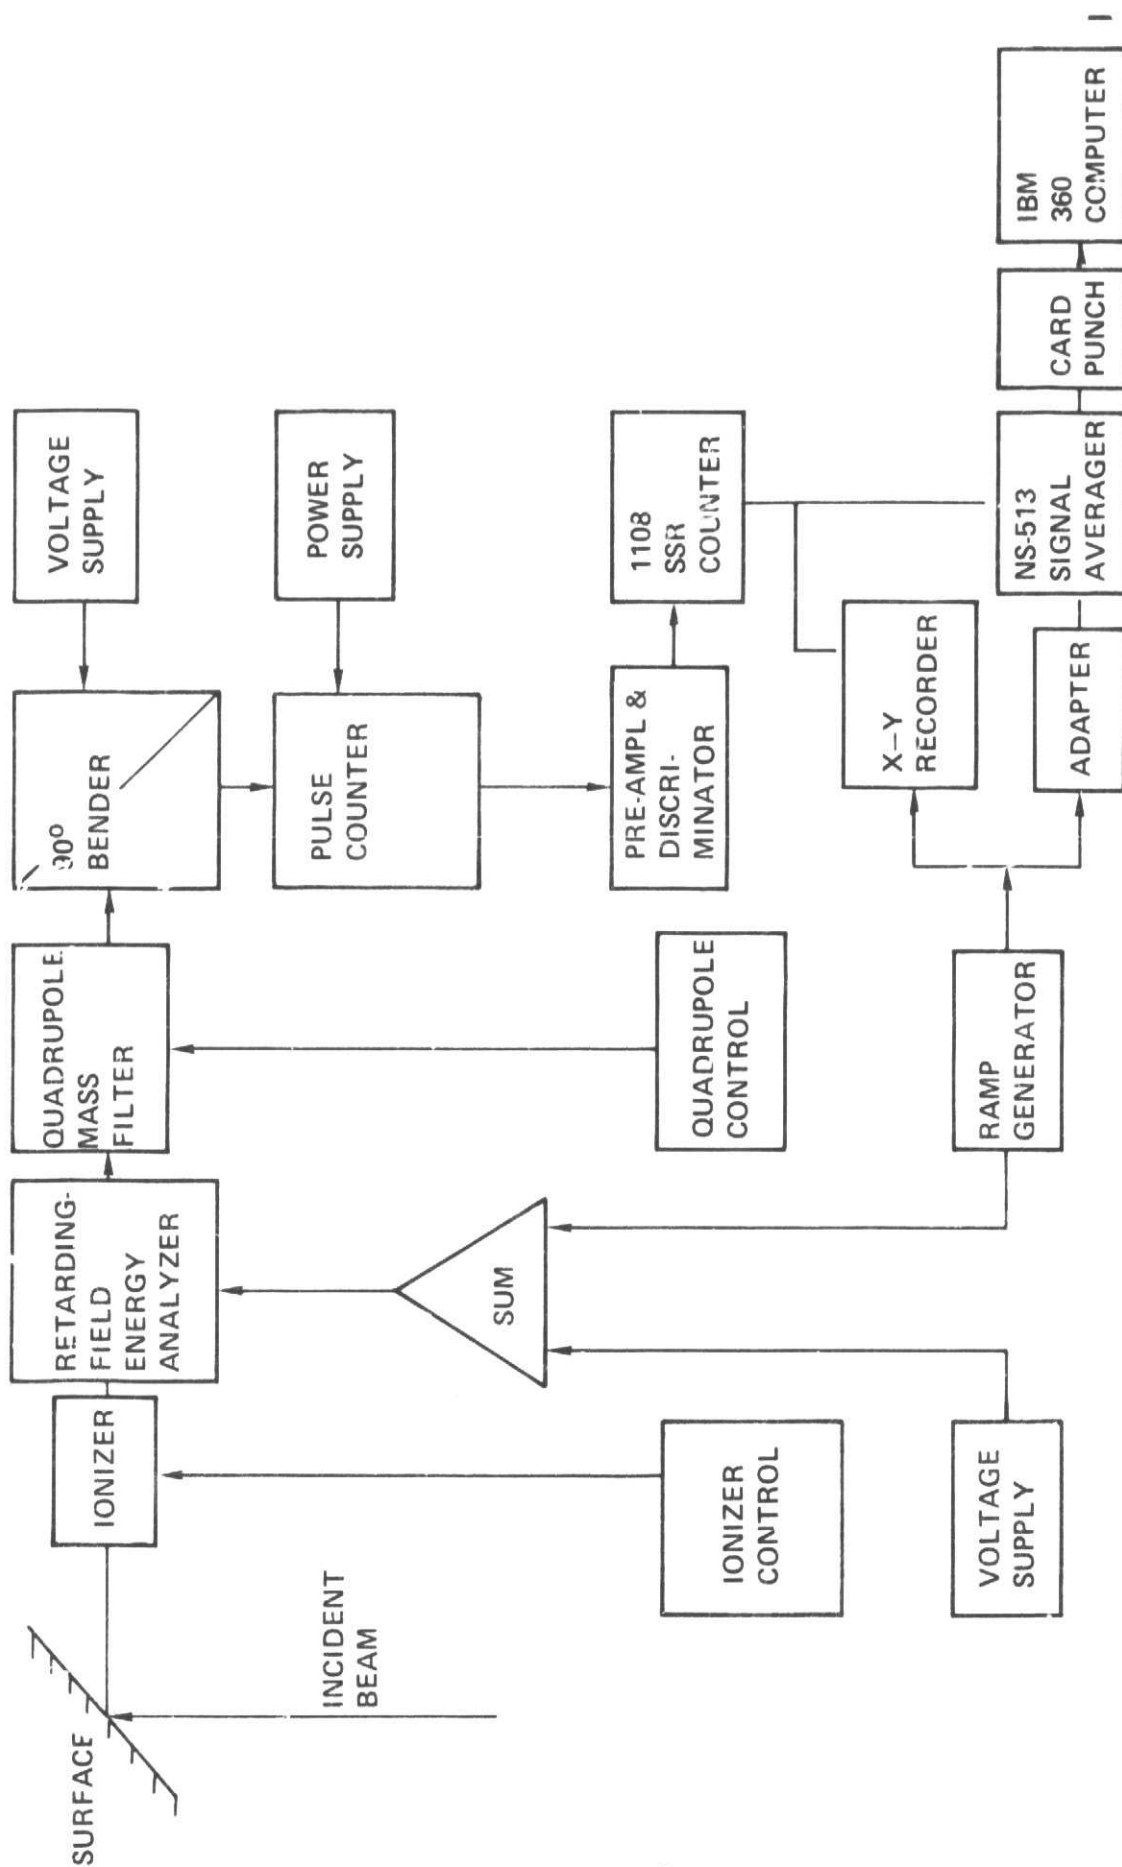 SURFACE
INCIDENT
BEAM
IONIZER
RETARDING-
FIELD
ENERGY
ANALYZER
QUADRUPOLE
MASS
FILTER
90°
BENDER
VOLTAGE
SUPPLY
PULSE
COUNTER
POWER
SUPPLY
SUM
IONIZER
CONTROL
QUADRUPOLE
CONTROL
PRE-AMPL &
DISCRI-
MINATOR
1108
SSR
COUNTER
VOLTAGE
SUPPLY
RAMP
GENERATOR
X-Y
RECORDER
ADAPTER
NS-513
SIGNAL
AVERAGER
CARD
PUNCH
IBM
360
COMPUTER